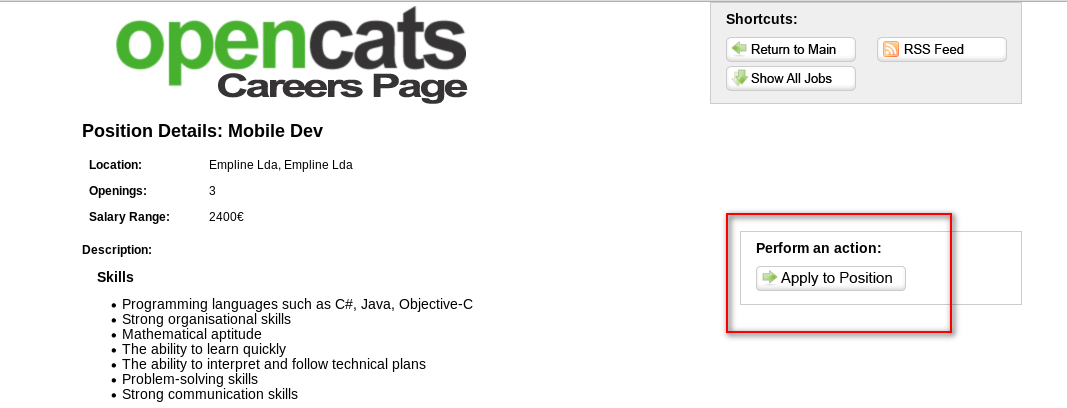 opencats
Careers Page
Shortcuts:
Return to Main
RSS Feed
Show All Jobs
Position Details: Mobile Dev
Location: Empline Lda, Empline Lda
Openings: 3
Salary Range: 2400€
Description:
Skills
• Programming languages such as C#, Java, Objective-C
• Strong organisational skills
• Mathematical aptitude
• The ability to learn quickly
• The ability to interpret and follow technical plans
• Problem-solving skills
• Strong communication skills
Perform an action:
Apply to Position